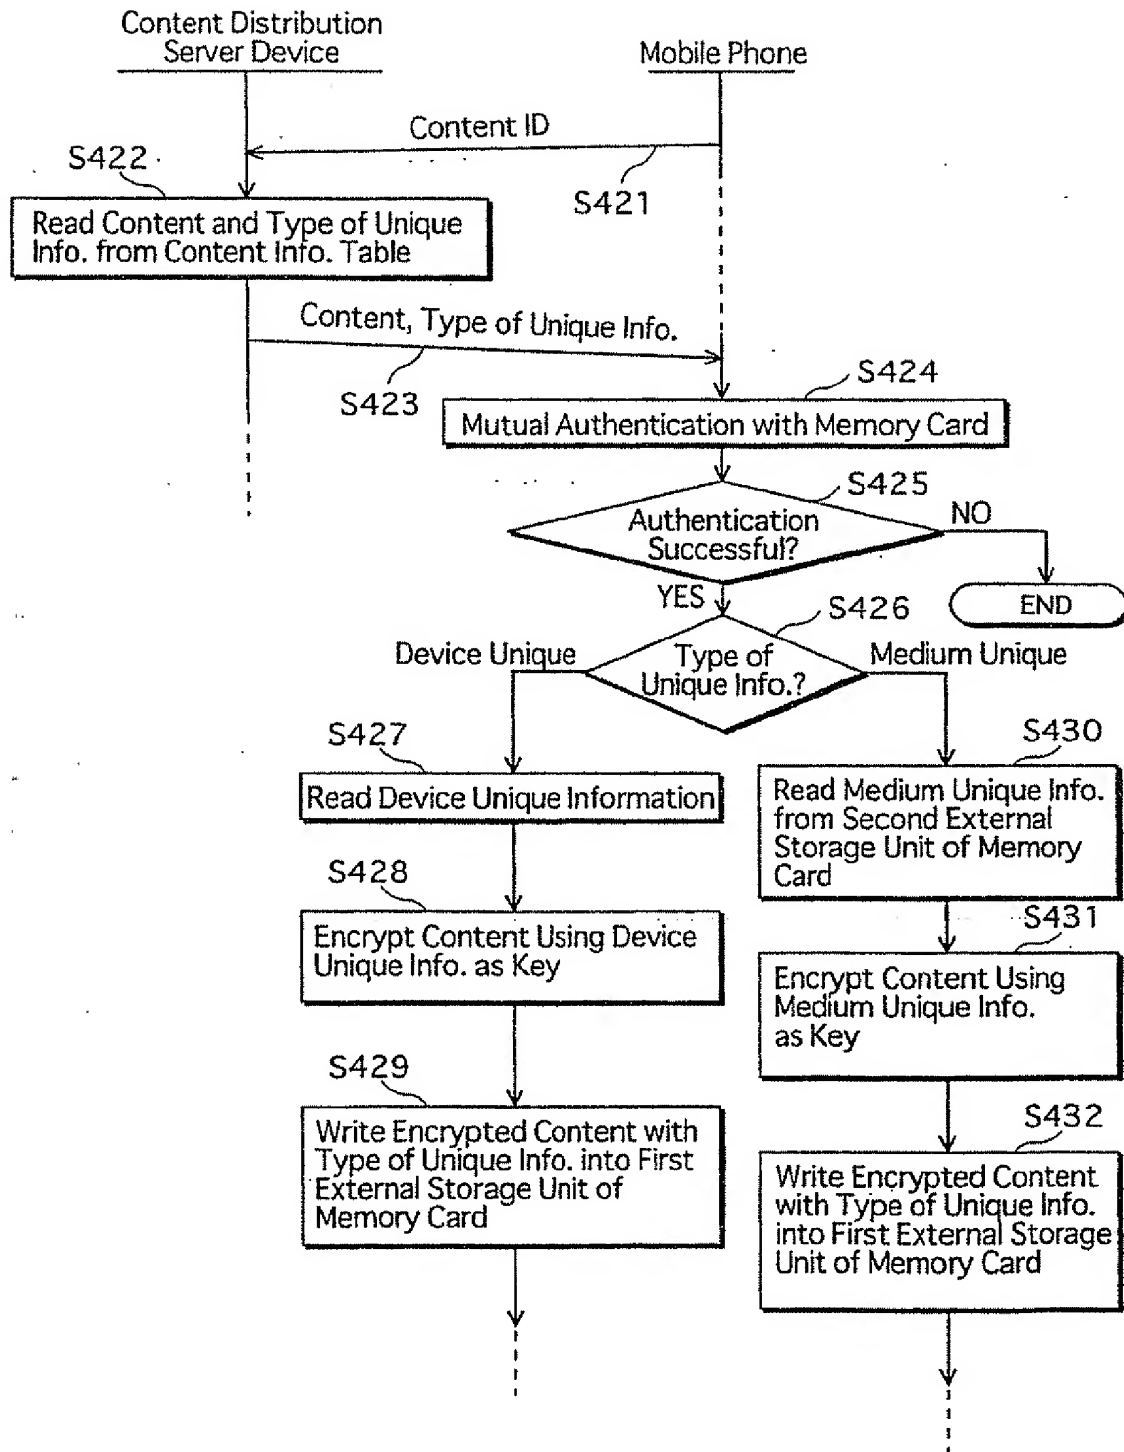 Content Distribution
Server Device
Mobile Phone
Content ID
S422
S421
Read Content and Type of Unique
Info. from Content Info. Table
Content, Type of Unique Info.
S423
S424
Mutual Authentication with Memory Card
S425
Authentication
Successful?
NO
YES
END
S426
Device Unique
Type of
Unique Info.?
Medium Unique
S427
S430
Read Device Unique Information
Read Medium Unique Info.
from Second External
Storage Unit of Memory
Card
S428
S431
Encrypt Content Using Device
Unique Info. as Key
Encrypt Content Using
Medium Unique Info.
as Key
S429
S432
Write Encrypted Content with
Type of Unique Info. into First
External Storage Unit of
Memory Card
Write Encrypted Content
with Type of Unique Info.
into First External Storage
Unit of Memory Card